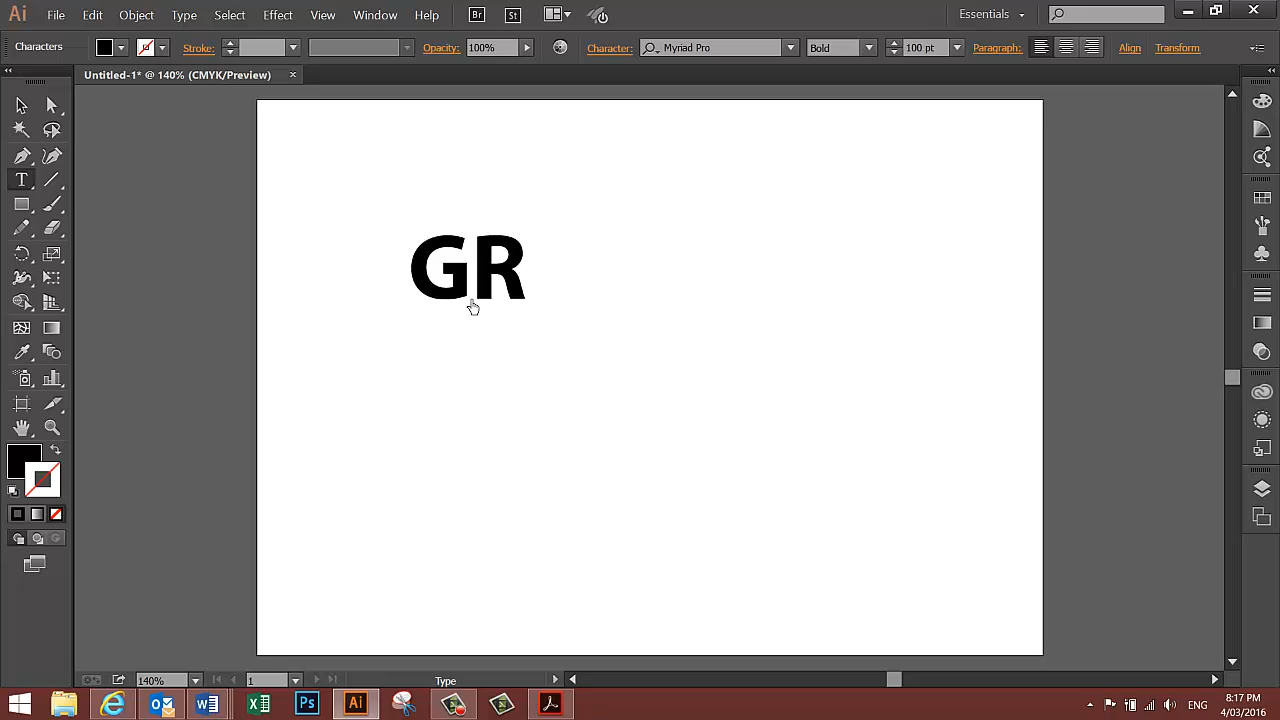 Ai File Edit Object Type Select Effect View Window Help Br St Essentials
Characters Stroke: Opacity: 100% Character: Myriad Pro Bold 100 pt Paragraph: Align Transform
Untitled-1* @ 140% (CMYK/Preview)
T
GR
140% 1 Type
Ps Ai ENG 8:17 PM
4/03/2016